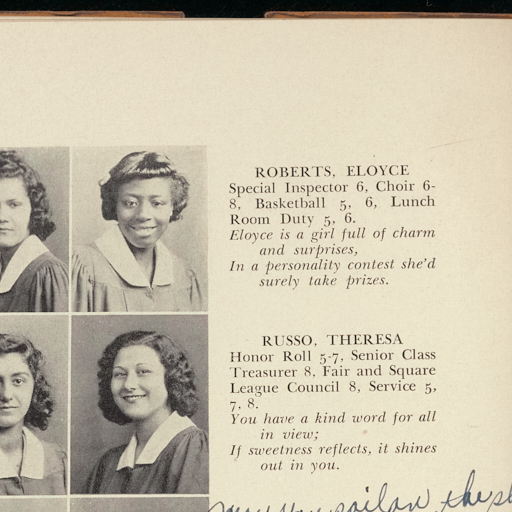 ROBERTS, ELOYCE
Special Inspector 6, Choir 6-
8, Basketball 5, 6, Lunch
Room Duty 5, 6.
Eloyce is a girl full of charm
and surprises,
In a personality contest she'd
surely take prizes.
RUSSO, THERESA
Honor Roll 5-7, Senior Class
Treasurer 8, Fair and Square
League Council 8, Service 5,
7, 8.
You have a kind word for all
in view;
If sweetness reflects, it shines
out in you.
sail on the